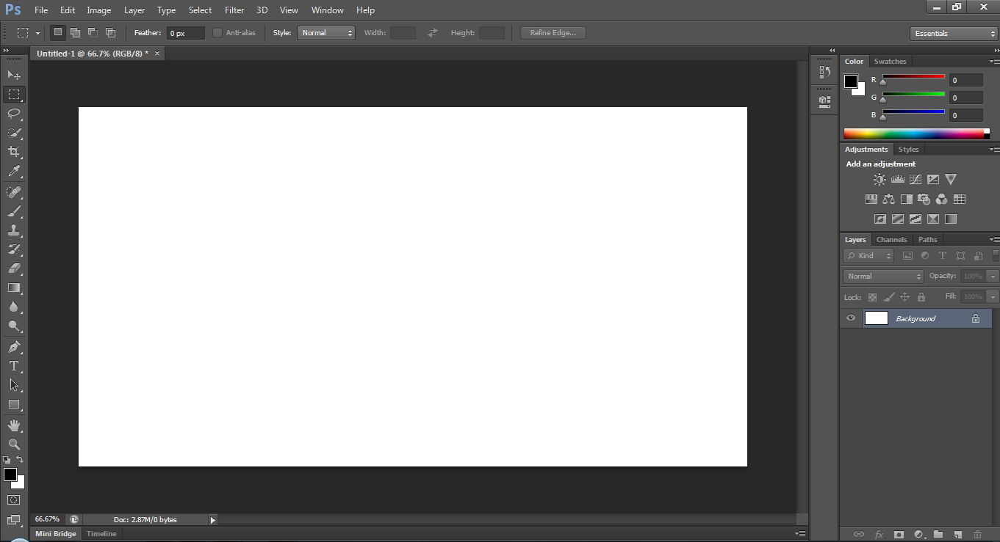 Ps File Edit Image Layer Type Select Filter 3D View Window Help
Feather: 0 px Anti-alias Style: Normal Width: Height: Refine Edge... Essentials
Untitled-1 @ 66.7% (RGB/8) * ×
Color Swatches
R 0
G 0
B 0
Adjustments Styles
Add an adjustment
Layers Channels Paths
Kind
Normal Opacity: 100%
Lock: Fill: 100%
Background
66.67% Doc: 2.87M/0 bytes
Mini Bridge Timeline